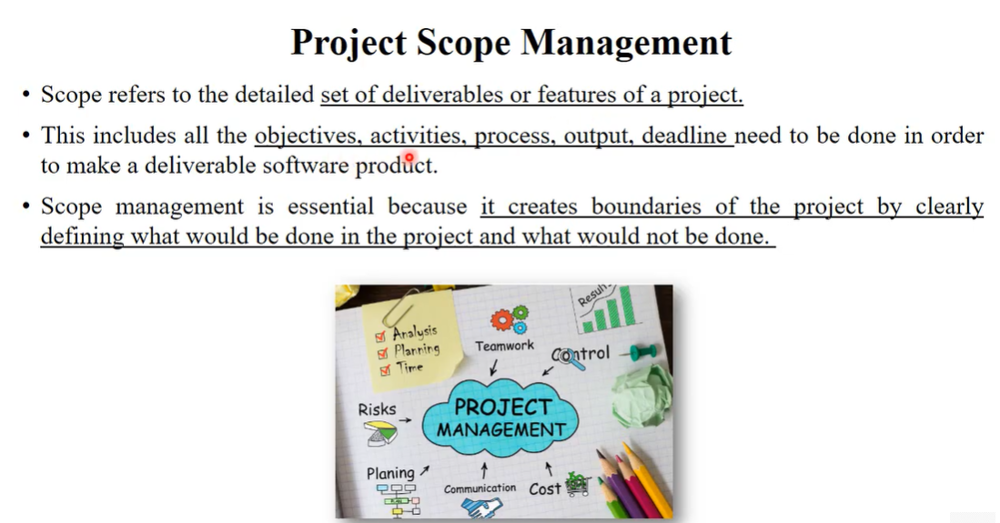 Project Scope Management
• Scope refers to the detailed set of deliverables or features of a project.
• This includes all the objectives, activities, process, output, deadline need to be done in order
to make a deliverable software product.
• Scope management is essential because it creates boundaries of the project by clearly
defining what would be done in the project and what would not be done.
Analysis
Planning
Time
Teamwork
Result
Control
Risks
PROJECT
MANAGEMENT
Planing
Communication
Cost